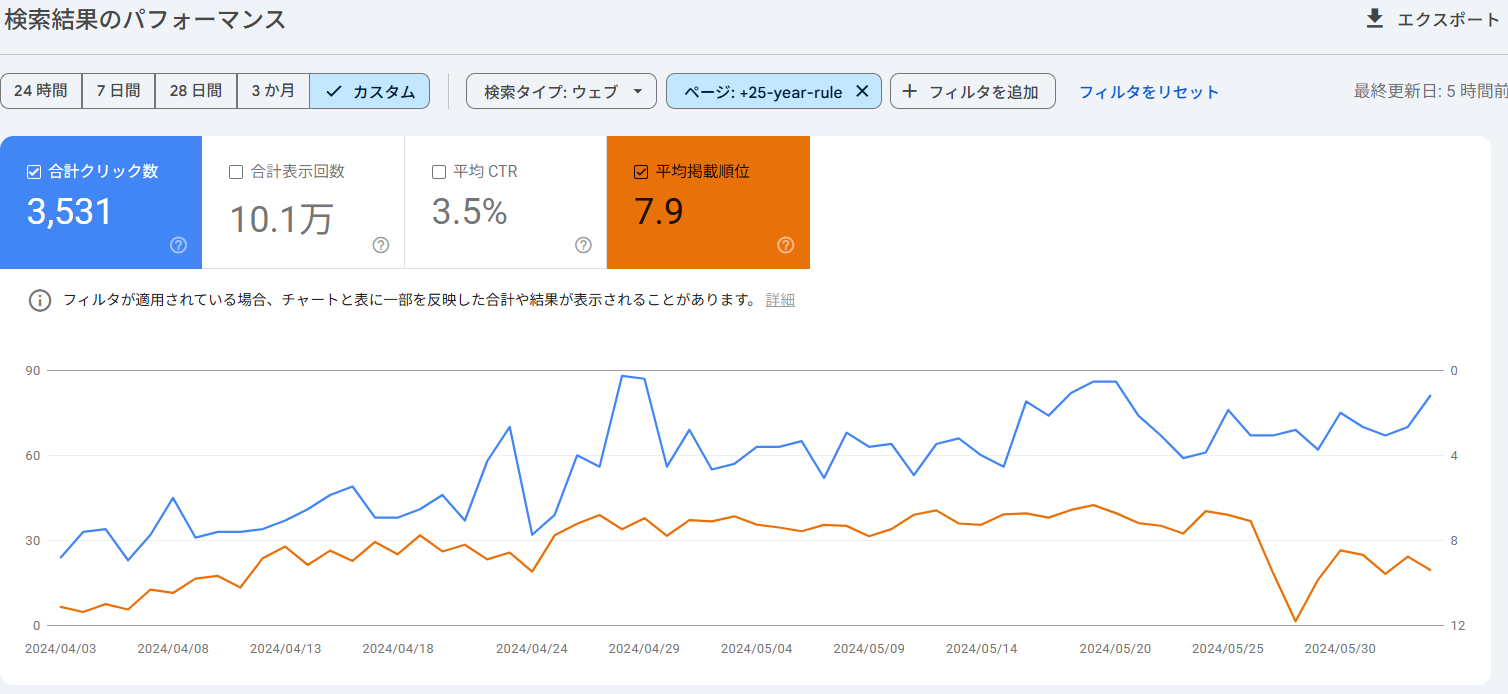 検索結果のパフォーマンス
エクスポート
24 時間 7 日間 28 日間 3 か月 カスタム 検索タイプ: ウェブ ページ: +25-year-rule フィルタを追加 フィルタをリセット 最終更新日: 5 時間前
合計クリック数 合計表示回数 平均 CTR 平均掲載順位
3,531 10.1万 3.5% 7.9
フィルタが適用されている場合、チャートと表に一部を反映した合計や結果が表示されることがあります。 詳細
90 0
60 4
30 8
0 12
2024/04/03 2024/04/08 2024/04/13 2024/04/18 2024/04/24 2024/04/29 2024/05/04 2024/05/09 2024/05/14 2024/05/20 2024/05/25 2024/05/30